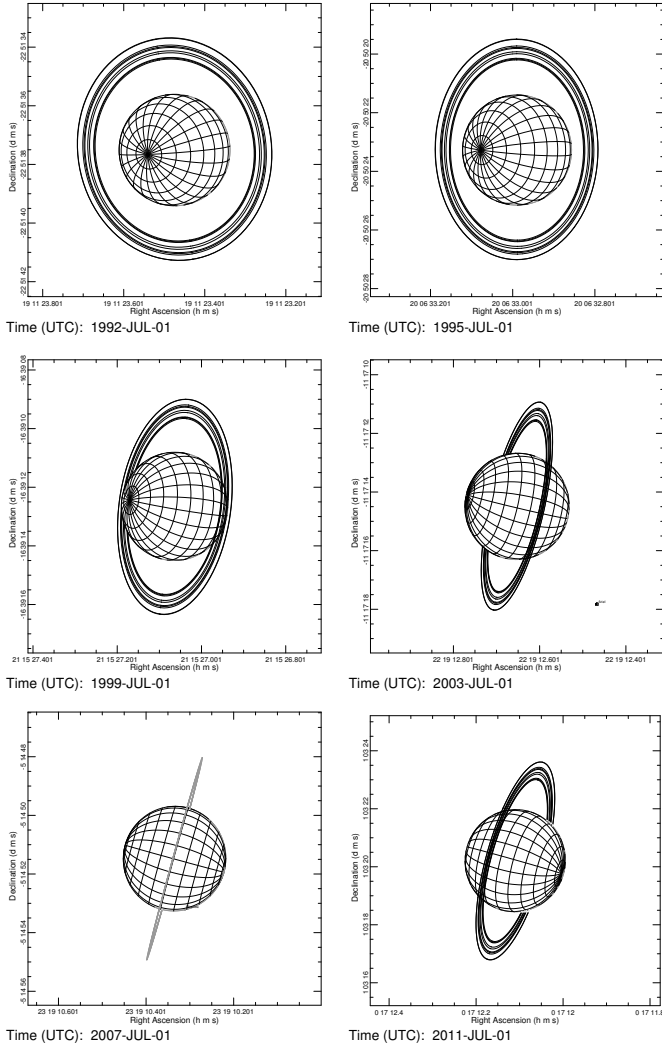 -22 51 34
-22 51 36
-22 51 38
-22 51 40
-22 51 42
Declination (d m s)
19 11 23.801 19 11 23.601 19 11 23.401 19 11 23.201
Right Ascension (h m s)
Time (UTC): 1992-JUL-01
-20 50 20
-20 50 22
-20 50 24
-20 50 26
-20 50 28
Declination (d m s)
20 06 33.201 20 06 33.001 20 06 32.801
Right Ascension (h m s)
Time (UTC): 1995-JUL-01
-16 39 08
-16 39 10
-16 39 12
-16 39 14
-16 39 16
Declination (d m s)
21 15 27.401 21 15 27.201 21 15 27.001 21 15 26.801
Right Ascension (h m s)
Time (UTC): 1999-JUL-01
-11 17 10
-11 17 12
-11 17 14
-11 17 16
-11 17 18
Declination (d m s)
22 19 12.801 22 19 12.601 22 19 12.401
Right Ascension (h m s)
Time (UTC): 2003-JUL-01
-5 14 48
-5 14 50
-5 14 52
-5 14 54
-5 14 56
Declination (d m s)
23 19 10.601 23 19 10.401 23 19 10.201
Right Ascension (h m s)
Time (UTC): 2007-JUL-01
1 03 24
1 03 22
1 03 20
1 03 18
1 03 16
Declination (d m s)
0 17 12.4 0 17 12.2 0 17 12 0 17 11.8
Right Ascension (h m s)
Time (UTC): 2011-JUL-01